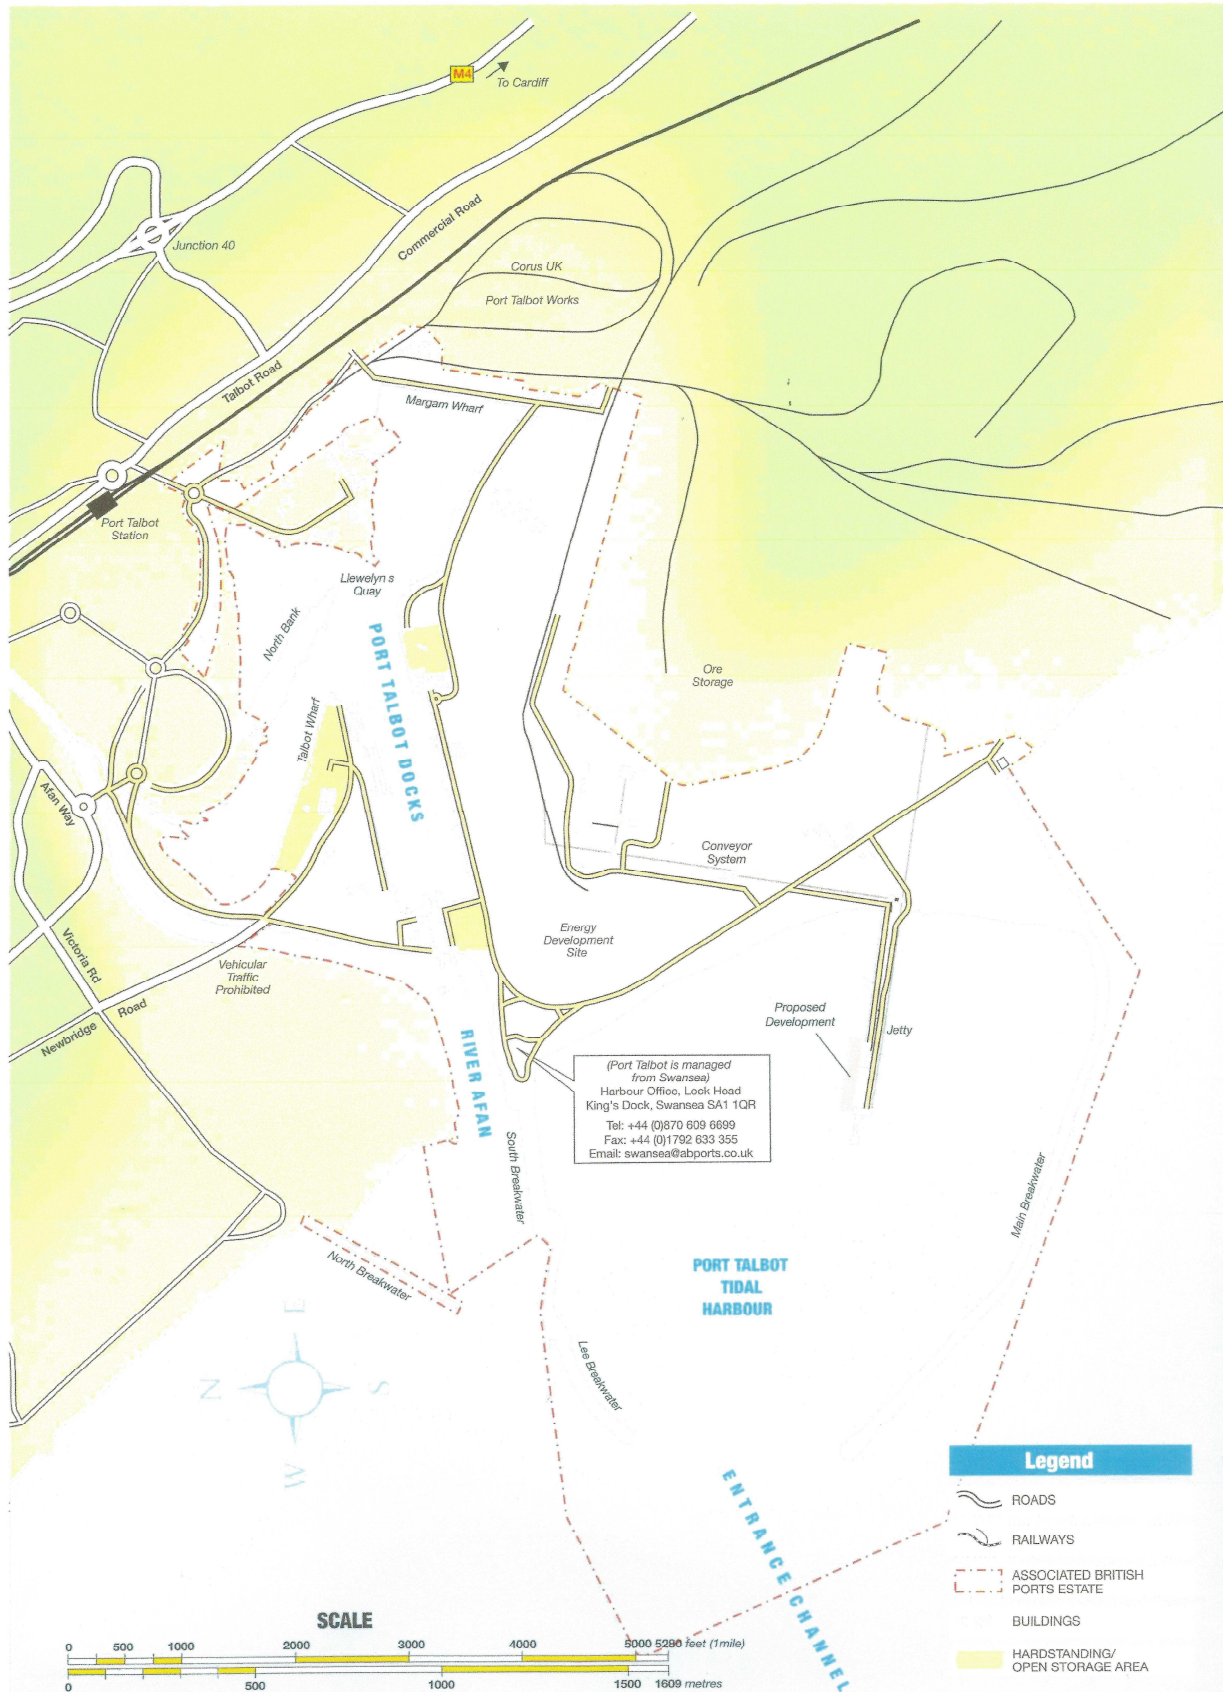 M4
To Cardiff
Commercial Road
Junction 40
Corus UK
Port Talbot Works
Talbot Road
Margam Wharf
Port Talbot
Station
Llewelyn s
Quay
North Bank
PORT TALBOT DOCKS
Ore
Storage
Talbot Wharf
Afan Way
Conveyor
System
Energy
Development
Site
Victoria Rd
Vehicular
Traffic
Prohibited
Newbridge Road
Proposed
Development
Jetty
RIVER AFAN
(Port Talbot is managed
from Swansea)
Harbour Office, Lock Head
King's Dock, Swansea SA1 1QR
Tel: +44 (0)870 609 6699
Fax: +44 (0)1792 633 355
Email: swansea@abports.co.uk
South Breakwater
Main Breakwater
North Breakwater
PORT TALBOT
TIDAL
HARBOUR
Lee Breakwater
E
N
S
W
ENTRANCE CHANNEL
Legend
ROADS
RAILWAYS
ASSOCIATED BRITISH
PORTS ESTATE
BUILDINGS
HARDSTANDING/
OPEN STORAGE AREA
SCALE
0 500 1000 2000 3000 4000 5000 5280 feet (1mile)
0 500 1000 1500 1609 metres